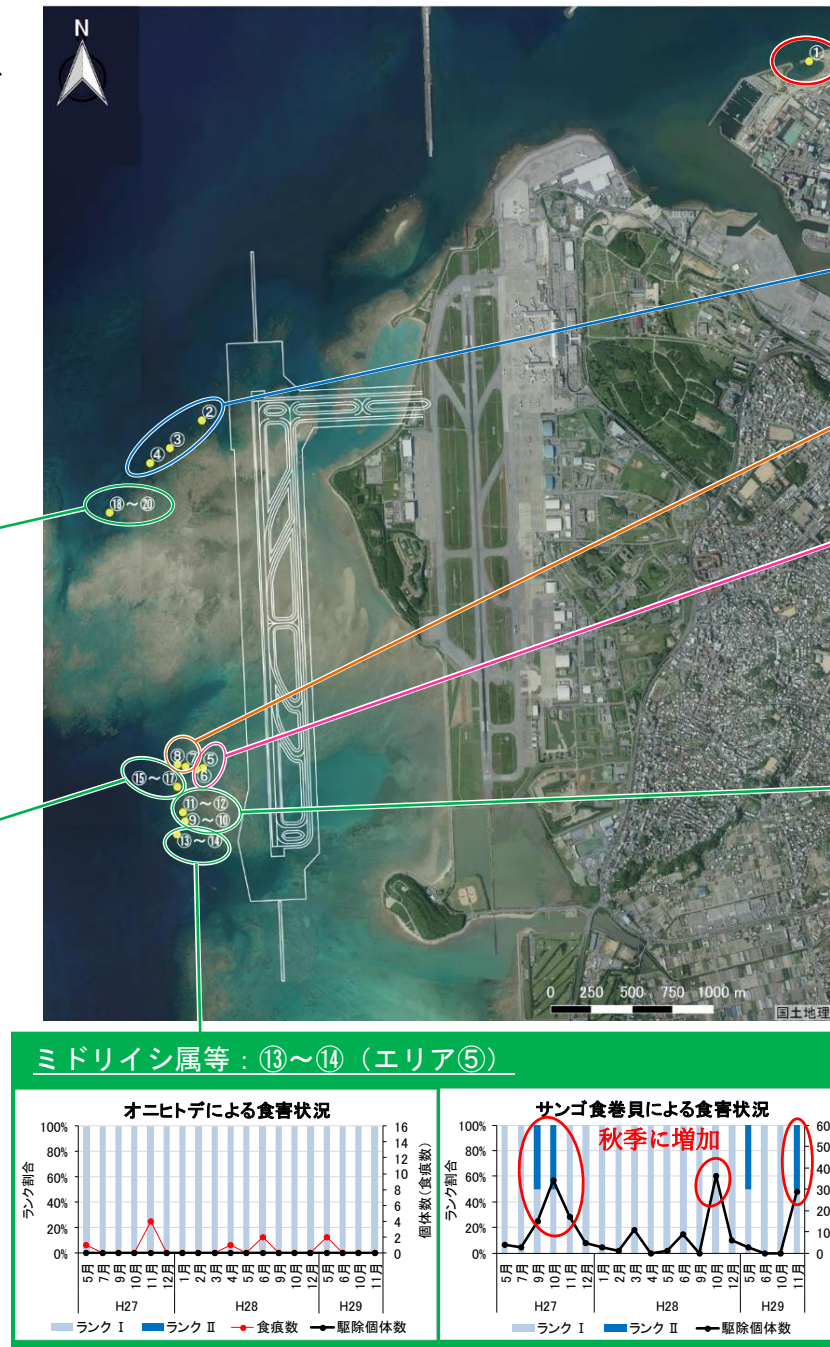 N
①
②
③
④
⑱～⑳
⑧
⑦
⑤
⑥
⑮～⑰
⑪～⑫
⑨～⑩
⑬～⑭
0 250 500 750 1000 m
国土地理
ミドリイシ属等：⑬～⑭（エリア⑤）
オニヒトデによる食害状況
ランク割合
100%
80%
60%
40%
20%
0%
16
14
12
10
8
6
4
2
0
個体数(食痕数)
5月 7月 9月 10月 11月 12月 1月 2月 3月 4月 5月 6月 9月 10月 12月 5月 6月 9月 10月 11月
H27 H28 H29
ランク Ⅰ ランク Ⅱ 食痕数 駆除個体数
サンゴ食巻貝による食害状況
秋季に増加
ランク割合
100%
80%
60%
40%
20%
0%
60
50
40
30
20
10
0
5月 7月 9月 10月 11月 12月 1月 2月 3月 4月 5月 6月 9月 10月 12月 5月 6月 9月 10月 11月
H27 H28 H29
ランク Ⅰ ランク Ⅱ 駆除個体数